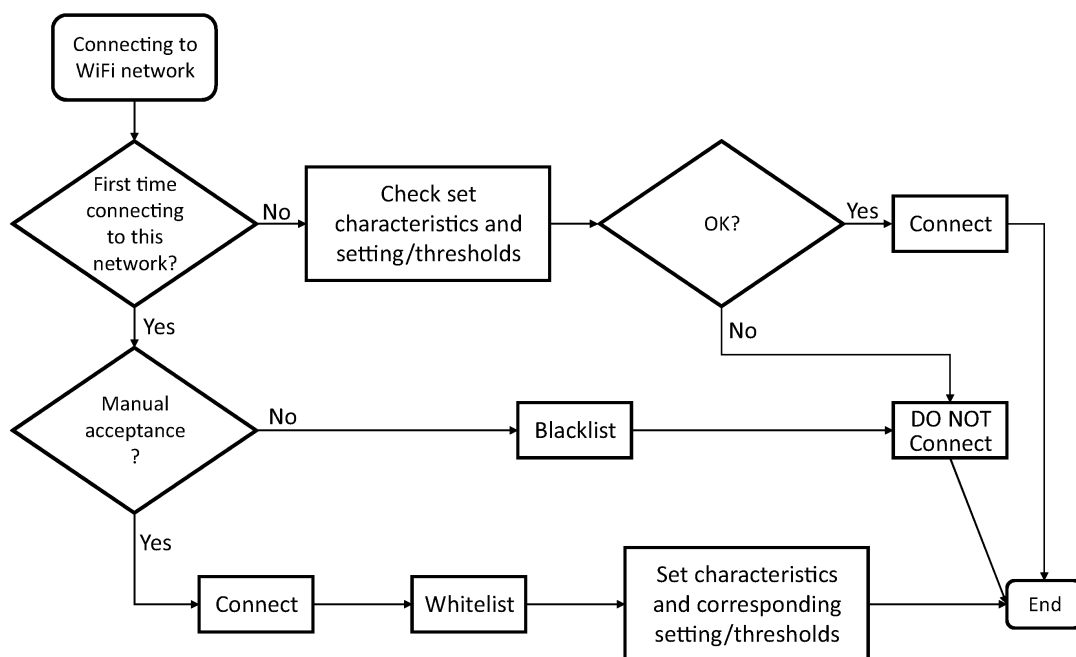 Connecting to
WiFi network
First time
connecting
to this
network?
No
Check set
characteristics and
setting/thresholds
OK?
Yes
Connect
Yes
No
Manual
acceptance
?
No
Blacklist
DO NOT
Connect
Yes
Connect
Whitelist
Set characteristics
and corresponding
setting/thresholds
End